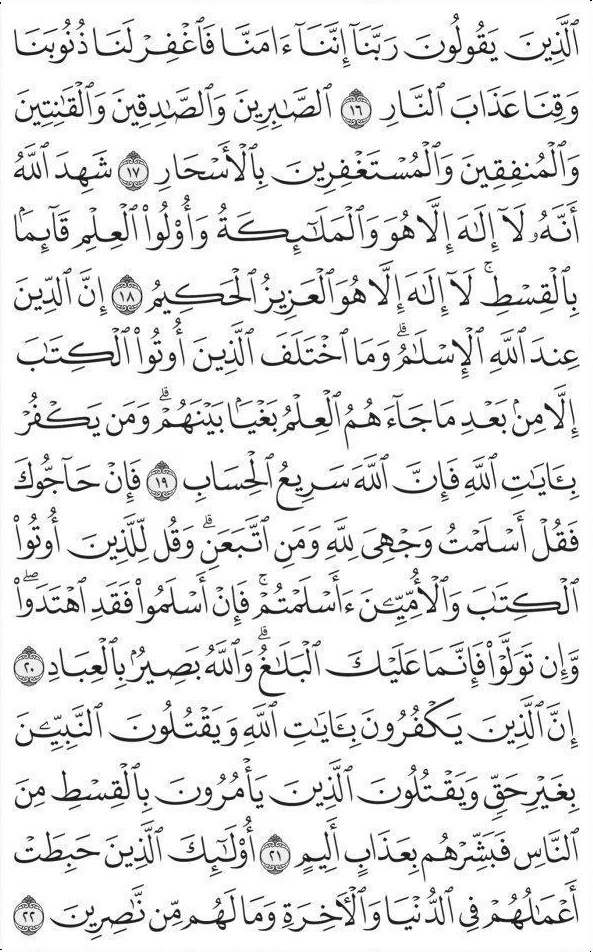 ٱلَّذِينَ يَقُولُونَ رَبَّنَآ إِنَّنَآ ءَامَنَّا فَٱغْفِرْ لَنَا ذُنُوبَنَا
وَقِنَا عَذَابَ ٱلنَّارِ ١٦ ٱلصَّٰبِرِينَ وَٱلصَّٰدِقِينَ وَٱلْقَٰنِتِينَ
وَٱلْمُنفِقِينَ وَٱلْمُسْتَغْفِرِينَ بِٱلْأَسْحَارِ ١٧ شَهِدَ ٱللَّهُ
أَنَّهُۥ لَآ إِلَٰهَ إِلَّا هُوَ وَٱلْمَلَٰٓئِكَةُ وَأُو۟لُوا۟ ٱلْعِلْمِ قَآئِمًۢا
بِٱلْقِسْطِ ۚ لَآ إِلَٰهَ إِلَّا هُوَ ٱلْعَزِيزُ ٱلْحَكِيمُ ١٨ إِنَّ ٱلدِّينَ
عِندَ ٱللَّهِ ٱلْإِسْلَٰمُ ۗ وَمَا ٱخْتَلَفَ ٱلَّذِينَ أُوتُوا۟ ٱلْكِتَٰبَ
إِلَّا مِنۢ بَعْدِ مَا جَآءَهُمُ ٱلْعِلْمُ بَغْيًۢا بَيْنَهُمْ ۗ وَمَن يَكْفُرْ
بِـَٔايَٰتِ ٱللَّهِ فَإِنَّ ٱللَّهَ سَرِيعُ ٱلْحِسَابِ ١٩ فَإِنْ حَآجُّوكَ
فَقُلْ أَسْلَمْتُ وَجْهِىَ لِلَّهِ وَمَنِ ٱتَّبَعَنِ ۗ وَقُل لِّلَّذِينَ أُوتُوا۟
ٱلْكِتَٰبَ وَٱلْأُمِّيِّـۧنَ ءَأَسْلَمْتُمْ ۚ فَإِنْ أَسْلَمُوا۟ فَقَدِ ٱهْتَدَوا۟ ۖ
وَّإِن تَوَلَّوْا۟ فَإِنَّمَا عَلَيْكَ ٱلْبَلَٰغُ ۗ وَٱللَّهُ بَصِيرٌۢ بِٱلْعِبَادِ ٢٠
إِنَّ ٱلَّذِينَ يَكْفُرُونَ بِـَٔايَٰتِ ٱللَّهِ وَيَقْتُلُونَ ٱلنَّبِيِّـۧنَ
بِغَيْرِ حَقٍّ وَيَقْتُلُونَ ٱلَّذِينَ يَأْمُرُونَ بِٱلْقِسْطِ مِنَ
ٱلنَّاسِ فَبَشِّرْهُم بِعَذَابٍ أَلِيمٍ ٢١ أُو۟لَٰٓئِكَ ٱلَّذِينَ حَبِطَتْ
أَعْمَٰلُهُمْ فِى ٱلدُّنْيَا وَٱلْـَٔاخِرَةِ وَمَا لَهُم مِّن نَّٰصِرِينَ ٢٢